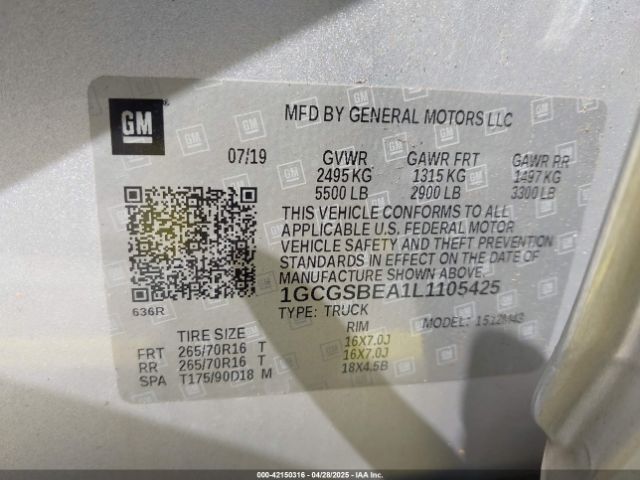 GM
MFD BY GENERAL MOTORS LLC
07/19 GVWR GAWR FRT GAWR RR
2495 KG 1315 KG 1497 KG
5500 LB 2900 LB 3300 LB
THIS VEHICLE CONFORMS TO ALL
APPLICABLE U.S. FEDERAL MOTOR
VEHICLE SAFETY AND THEFT PREVENTION
STANDARDS IN EFFECT ON THE DATE OF
MANUFACTURE SHOWN ABOVE.
1GCGSBEA1L1105425
636R
TYPE: TRUCK MODEL:
TIRE SIZE RIM
FRT 265/70R16 T 16X7.0J
RR 265/70R16 T 16X7.0J
SPA T175/90D18 M 18X4.5B
000-42150316 | 04/28/2025 - IAAI.COM